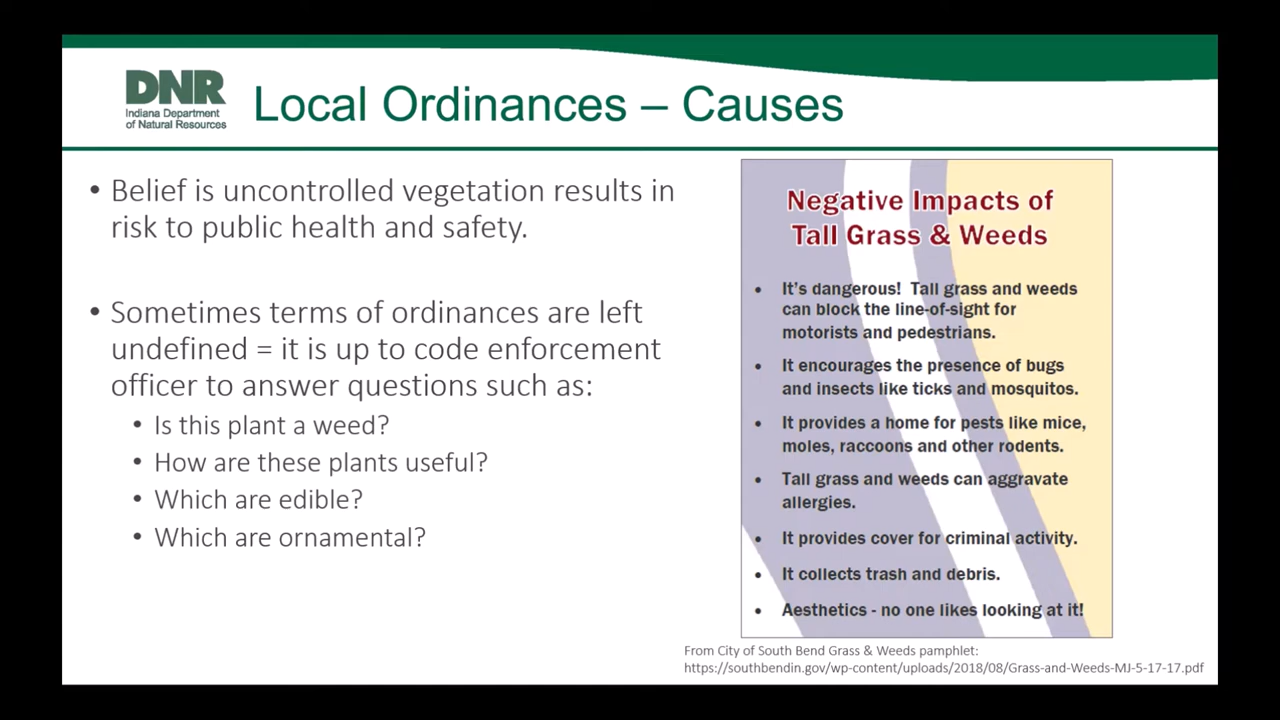 DNR
Indiana Department
of Natural Resources
Local Ordinances – Causes
• Belief is uncontrolled vegetation results in
risk to public health and safety.
• Sometimes terms of ordinances are left
undefined = it is up to code enforcement
officer to answer questions such as:
• Is this plant a weed?
• How are these plants useful?
• Which are edible?
• Which are ornamental?
Negative Impacts of
Tall Grass & Weeds
• It's dangerous! Tall grass and weeds
can block the line-of-sight for
motorists and pedestrians.
• It encourages the presence of bugs
and insects like ticks and mosquitos.
• It provides a home for pests like mice,
moles, raccoons and other rodents.
• Tall grass and weeds can aggravate
allergies.
• It provides cover for criminal activity.
• It collects trash and debris.
• Aesthetics - no one likes looking at it!
From City of South Bend Grass & Weeds pamphlet:
https://southbendin.gov/wp-content/uploads/2018/08/Grass-and-Weeds-MJ-5-17-17.pdf